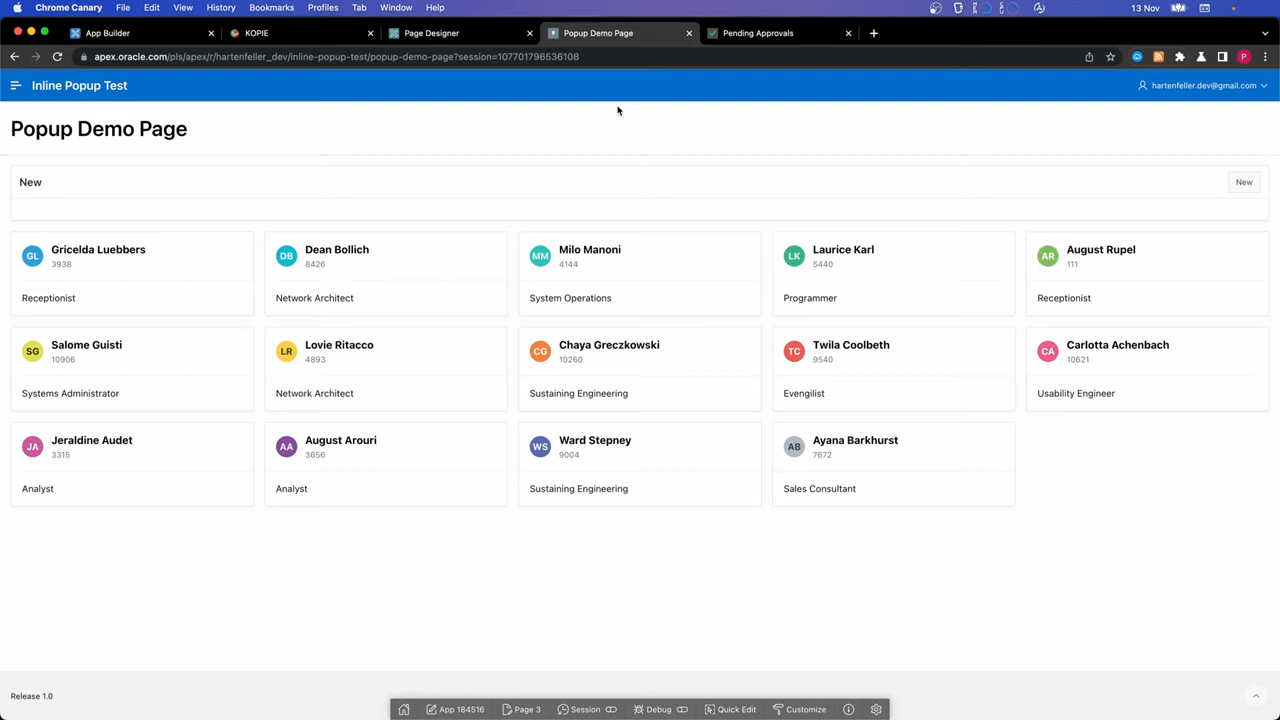 Chrome Canary File Edit View History Bookmarks Profiles Tab Window Help 13 Nov
App Builder KOPIE Page Designer Popup Demo Page Pending Approvals
apex.oracle.com/pls/apex/r/hartenfeller_dev/inline-popup-test/popup-demo-page?session=107701796536108
P
Inline Popup Test hartenfeller.dev@gmail.com
Popup Demo Page
New New
GL Gricelda Luebbers DB Dean Bollich MM Milo Manoni LK Laurice Karl AR August Rupel
3938 8426 4144 5440 111
Receptionist Network Architect System Operations Programmer Receptionist
SG Salome Guisti LR Lovie Ritacco CG Chaya Greczkowski TC Twila Coolbeth CA Carlotta Achenbach
10906 4893 10260 9540 10621
Systems Administrator Network Architect Sustaining Engineering Evengilist Usability Engineer
JA Jeraldine Audet AA August Arouri WS Ward Stepney AB Ayana Barkhurst
3315 3656 9004 7672
Analyst Analyst Sustaining Engineering Sales Consultant
Release 1.0
App 184516 Page 3 Session Debug Quick Edit Customize